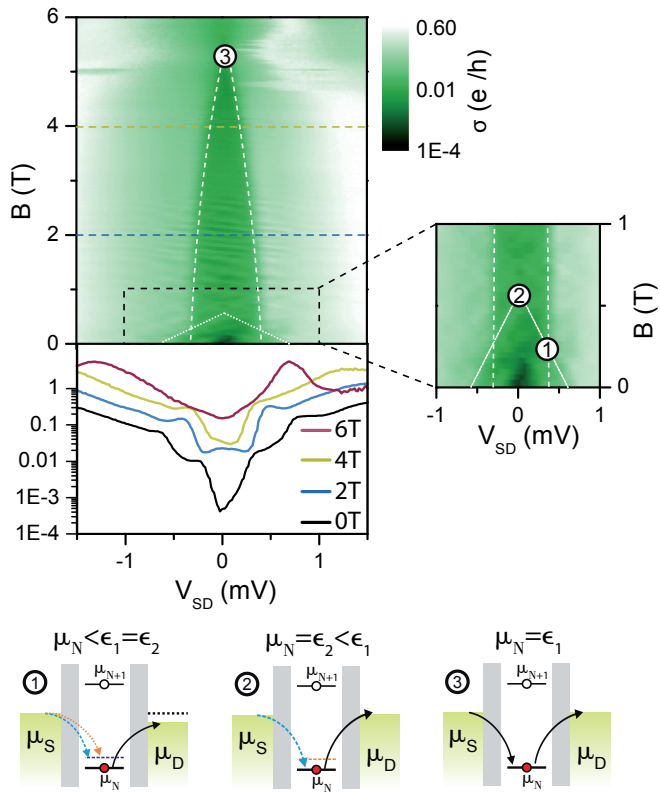 6
4
2
0
B (T)
3
0.60
0.01
1E-4
σ (e /h)
1
0
B (T)
2
1
-1
0
1
V_SD (mV)
1
0.1
0.01
1E-3
1E-4
6T
4T
2T
0T
-1
0
1
V_SD (mV)
μ_N<ϵ_1=ϵ_2
μ_N=ϵ_2<ϵ_1
μ_N=ϵ_1
1
μ_N+1
μ_S
μ_N
μ_D
2
μ_N+1
μ_S
μ_N
μ_D
3
μ_N+1
μ_S
μ_N
μ_D